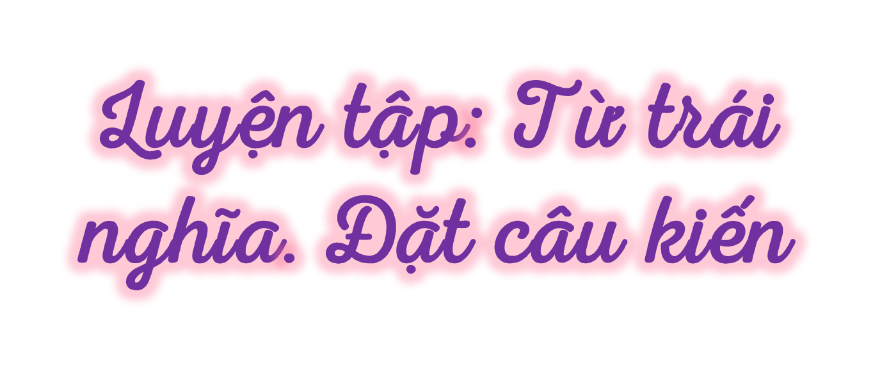 Luyện tập: Từ trái
nghĩa. Đặt câu kiến